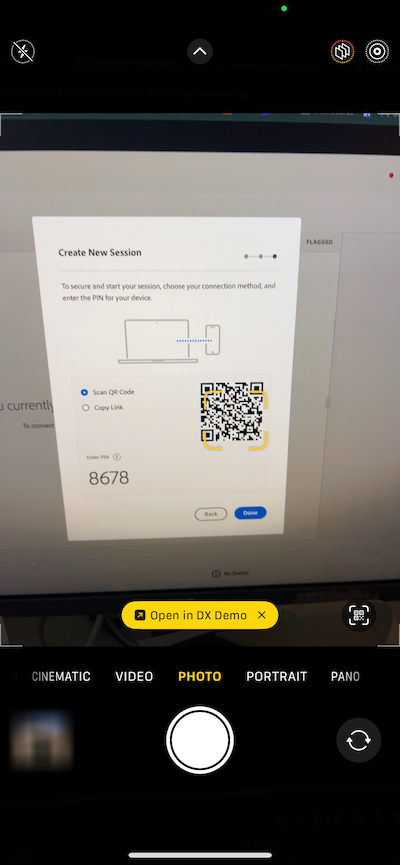 Create New Session
FLAGGED
To secure and start your session, choose your connection method, and
enter the PIN for your device.
Scan QR Code
u currently
Copy Link
To connect
Enter PIN
8678
Back
Done
No Events
Open in DX Demo
CINEMATIC
VIDEO
PHOTO
PORTRAIT
PANO